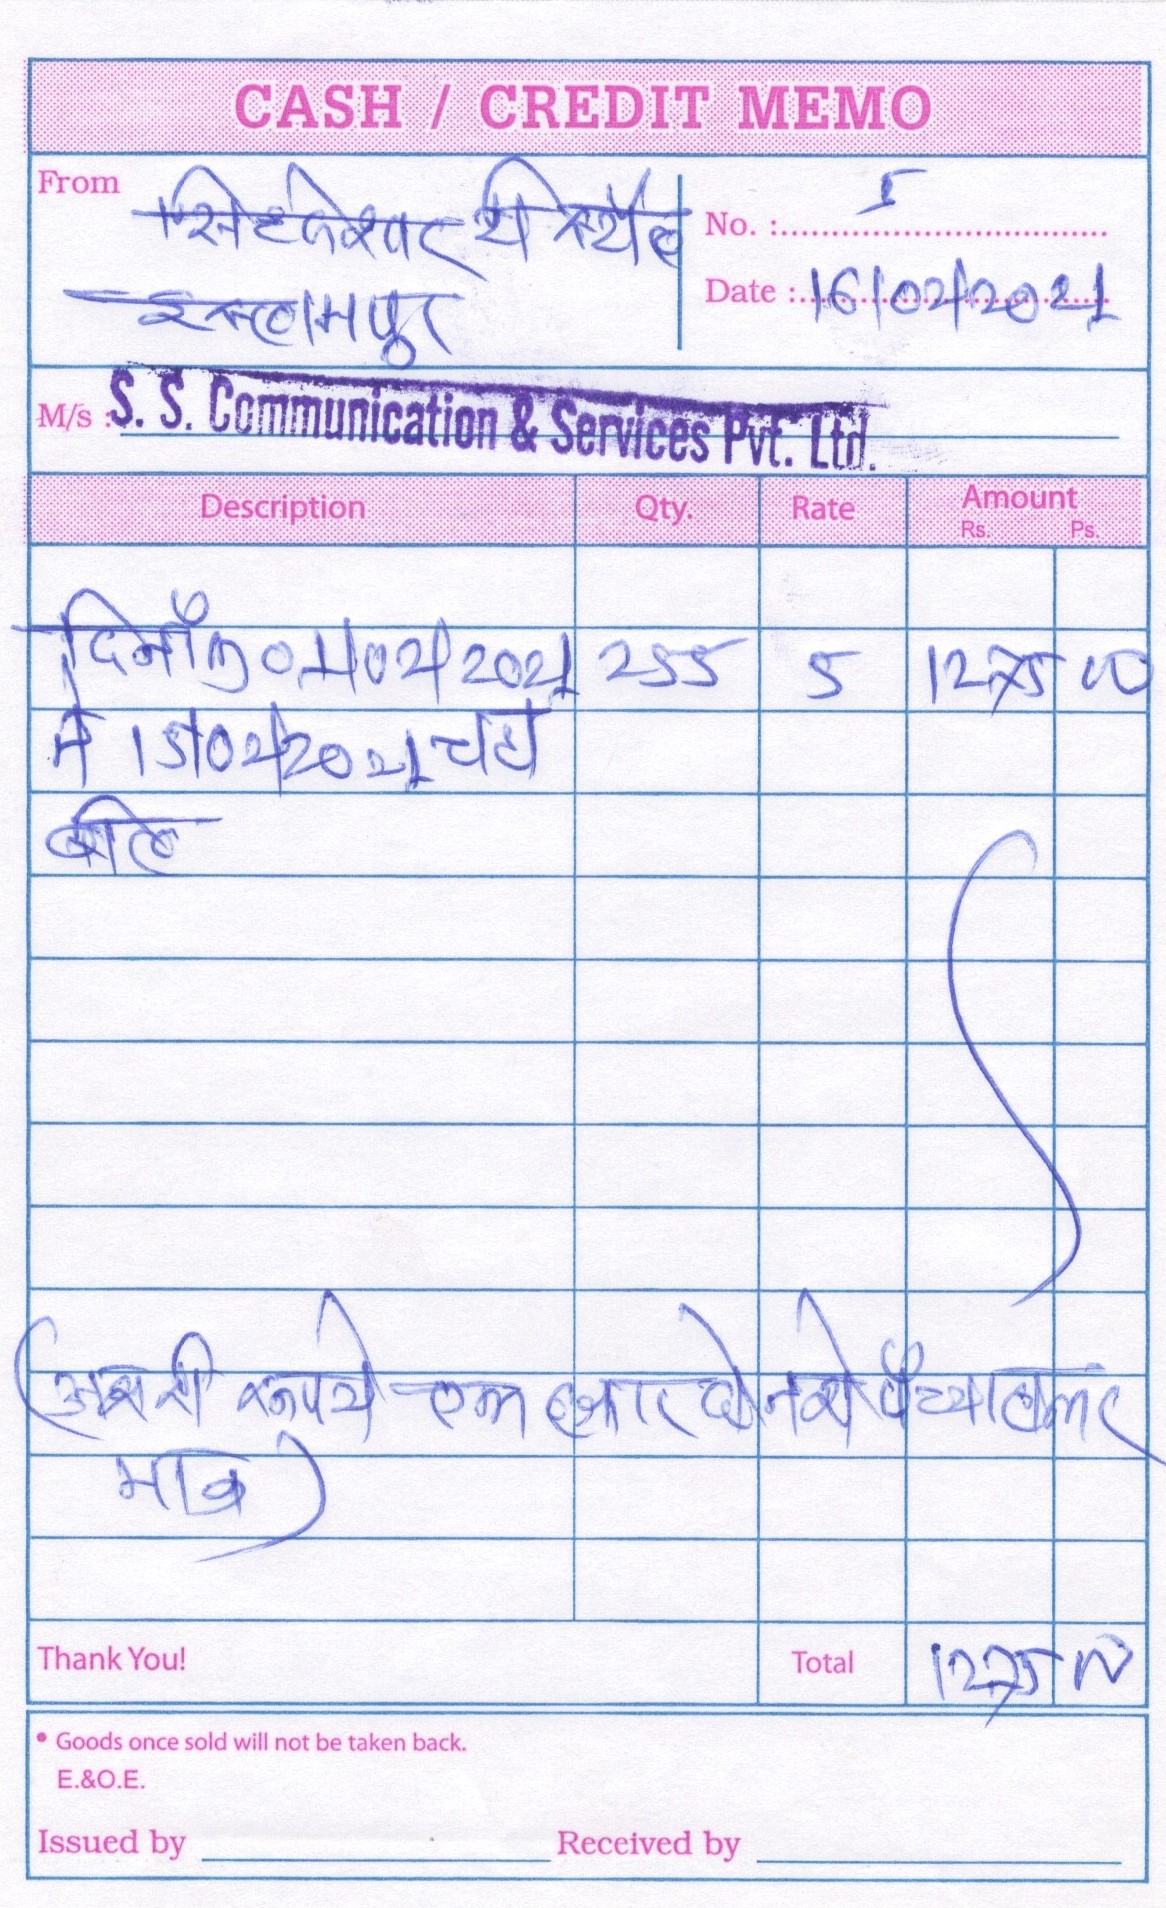 CASH / CREDIT MEMO
From सिध्देश्वर टी स्टॉल
इस्लामपूर
No. : 5
Date : 16/02/2021
M/s : S. S. Communication & Services Pvt. Ltd.
Description Qty. Rate Amount
Rs. Ps.
दिनाँक 01/02/2021 255 5 1275 00
ते 15/02/2021 चहा
बील
(अक्षरी रूपये एक हजार दोनशे पँच्याहत्तर
मात्र)
Thank You! Total 1275 00
• Goods once sold will not be taken back.
E.&O.E.
Issued by Received by